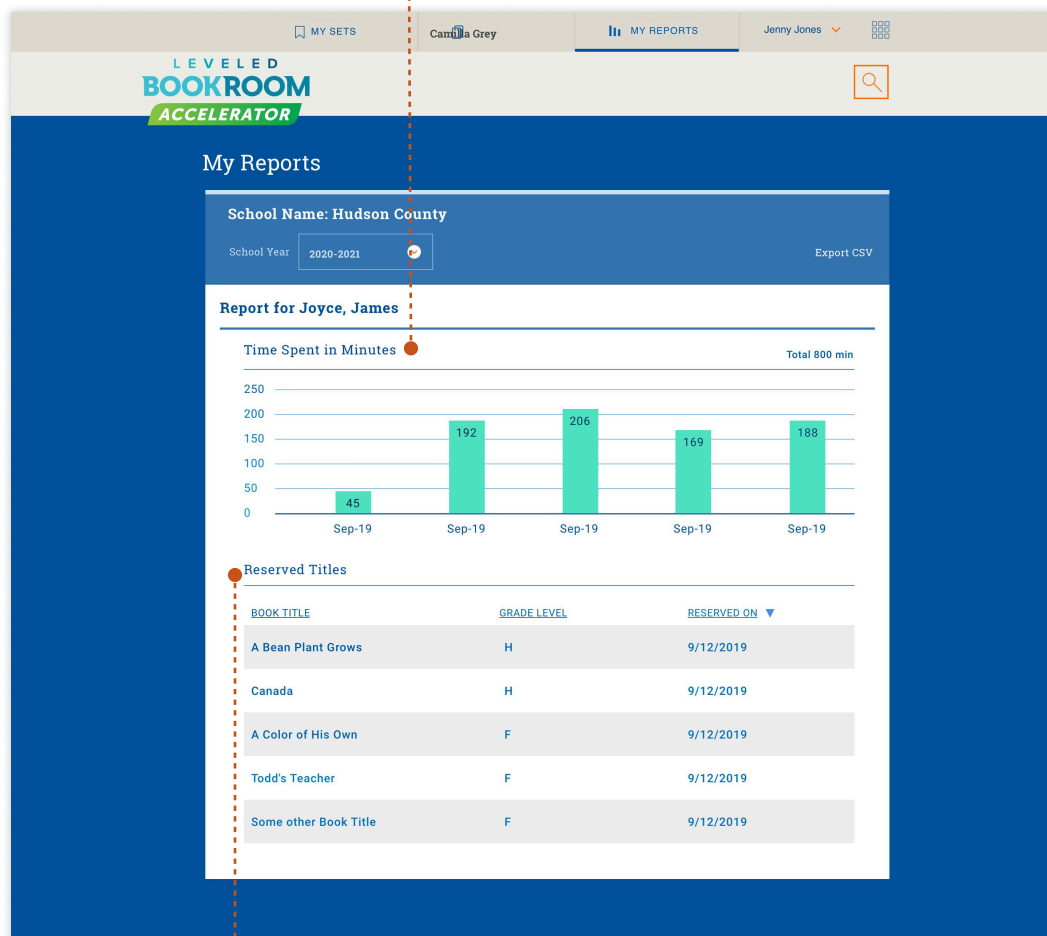 MY SETS
Camilla Grey
MY REPORTS
Jenny Jones
LEVELED
BOOKROOM
ACCELERATOR
My Reports
School Name: Hudson County
School Year 2020-2021
Export CSV
Report for Joyce, James
Time Spent in Minutes
Total 800 min
250
200
150
100
50
0
45
192
206
169
188
Sep-19 Sep-19 Sep-19 Sep-19 Sep-19
Reserved Titles
BOOK TITLE GRADE LEVEL RESERVED ON
A Bean Plant Grows H 9/12/2019
Canada H 9/12/2019
A Color of His Own F 9/12/2019
Todd's Teacher F 9/12/2019
Some other Book Title F 9/12/2019